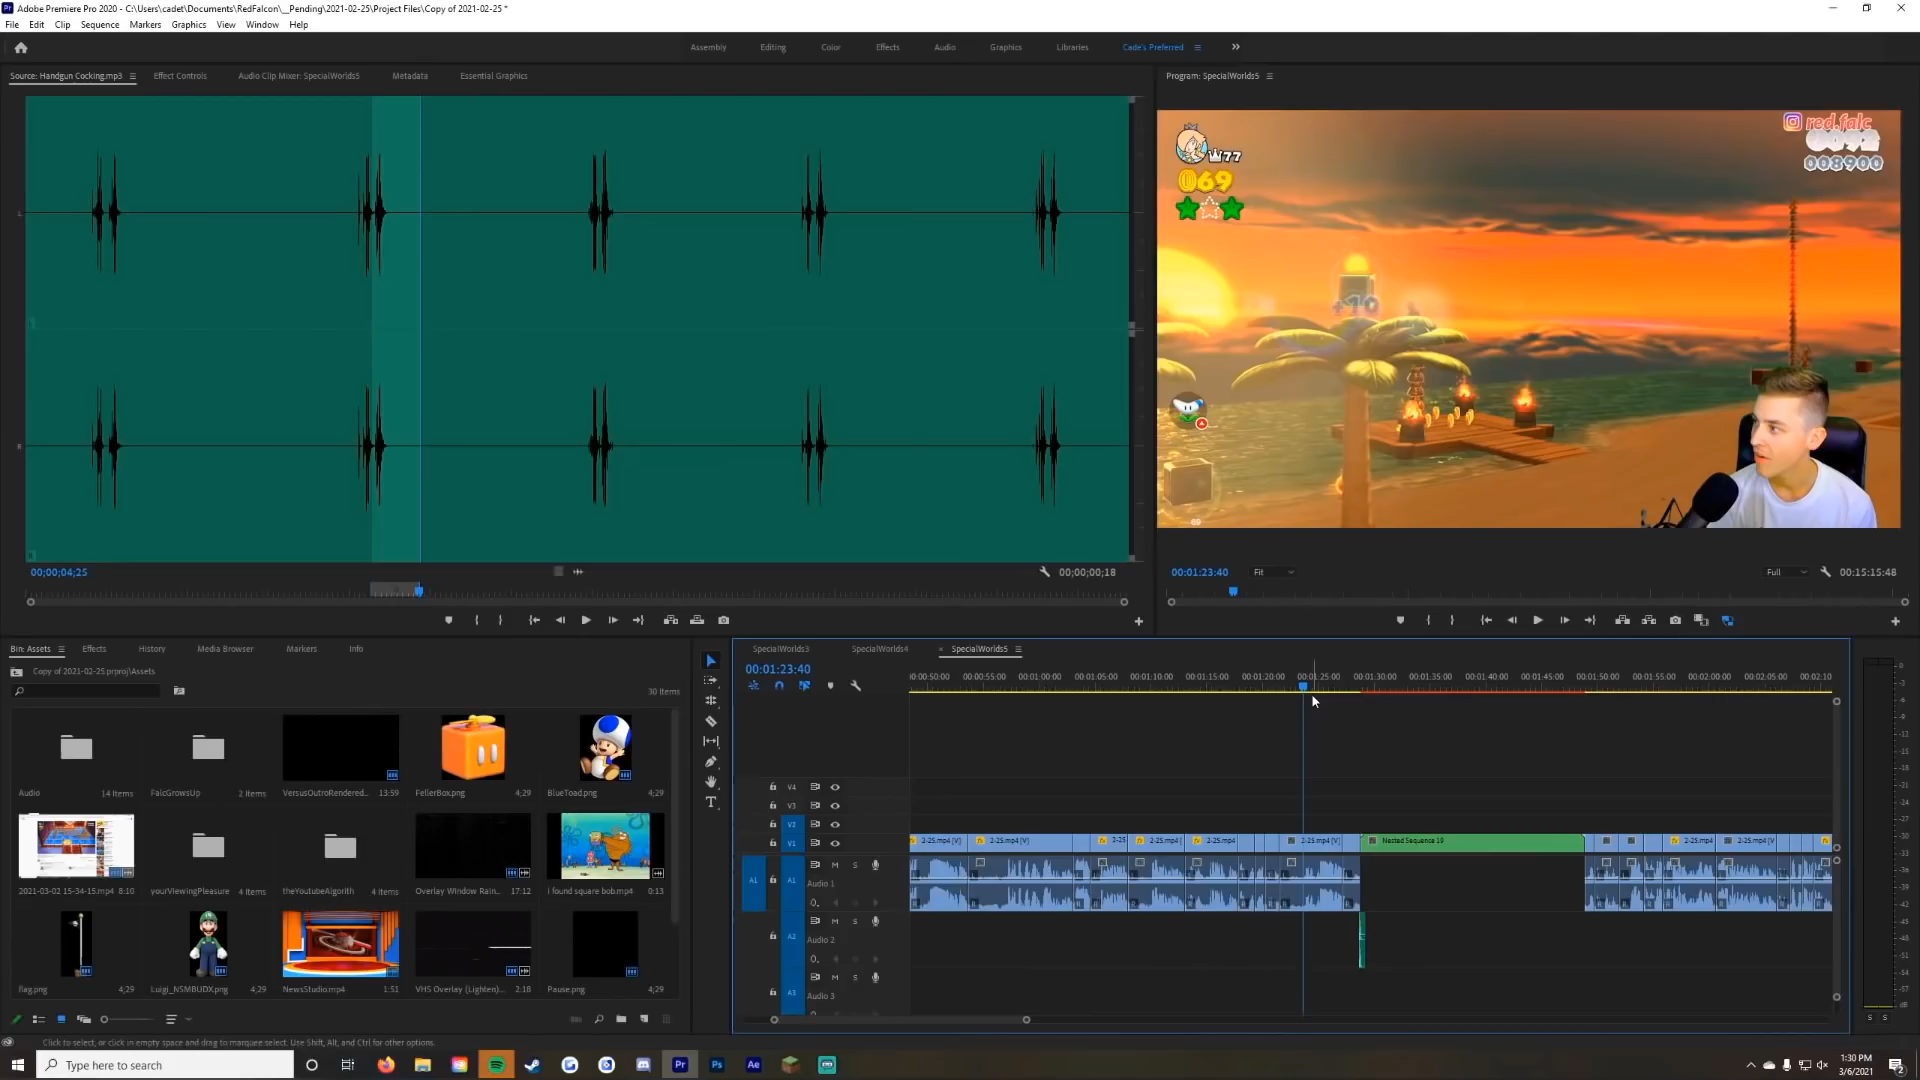 Adobe Premiere Pro 2020 - C:\Users\cadet\Documents\RedFalcon\__Pending\2021-02-25\Project Files\Copy of 2021-02-25 *
File Edit Clip Sequence Markers Graphics View Window Help
Assembly Editing Color Effects Audio Graphics Libraries Cade's Preferred
Source: Handgun Cocking.mp3 Effect Controls Audio Clip Mixer: SpecialWorlds5 Metadata Essential Graphics
Program: SpecialWorlds5
red.falc
77
069
008900
+10
69
00;00;04;25 00;00;00;18
00:01:23:40 Fit Full 00:15:15:48
Bin: Assets Effects History Media Browser Markers Info
Copy of 2021-02-25.prproj\Assets
30 Items
Audio 14 Items FalcGrowsUp 2 Items VersusOutroRendered... 13:59 FellerBox.png 4;29 BlueToad.png 4;29
2021-03-02 15-34-15.mp4 8:10 yourViewingPleasure 4 Items theYoutubeAlgorith 4 Items Overlay Window Rain... 17:12 I found square bob.mp4 0:13
flag.png 4;29 Luigi_NSMBUDX.png 4;29 NewsStudio.mp4 1:51 VHS Overlay (Lighten)... 2:18 Pause.png 4;29
SpecialWorlds3 SpecialWorlds4 × SpecialWorlds5
00:01:23:40
00:00:50:00 00:00:55:00 00:01:00:00 00:01:05:00 00:01:10:00 00:01:15:00 00:01:20:00 00:01:25:00 00:01:30:00 00:01:35:00 00:01:40:00 00:01:45:00 00:01:50:00 00:01:55:00 00:02:00:00 00:02:05:00 00:02:10
V4
V3
V2
V1
2-25.mp4 [V] 2-25.mp4 [V] 2-25 2-25.mp4 [ 2-25.mp4 2-25.mp4 [V] Nested Sequence 19 2-25.mp4 2-25.mp4 [V
A1 A1 M S
Audio 1
A2 M S
Audio 2
A3 M S
Audio 3
S S
Click to select, or click in empty space and drag to marquee select. Use Shift, Alt, and Ctrl for other options.
Type here to search
Pr Ps Ae
1:30 PM
3/6/2021
2